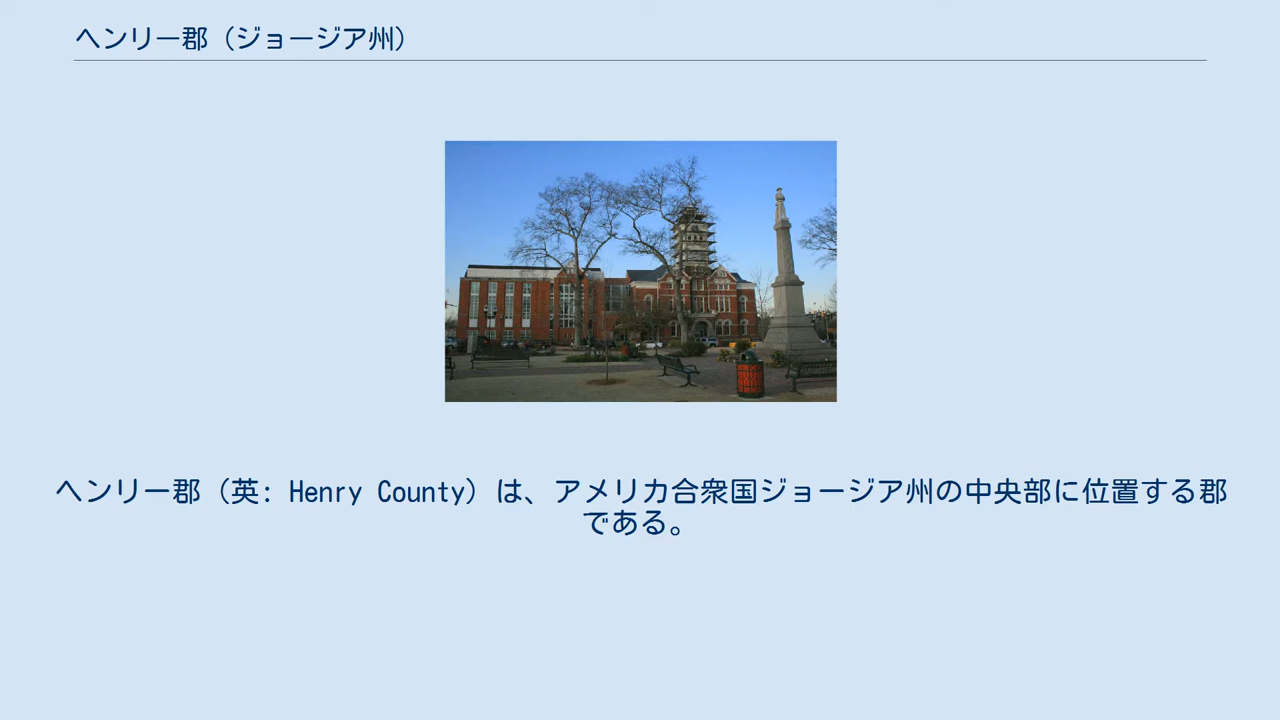 ヘンリー郡（ジョージア州）
ヘンリー郡（英: Henry County）は、アメリカ合衆国ジョージア州の中央部に位置する郡
である。